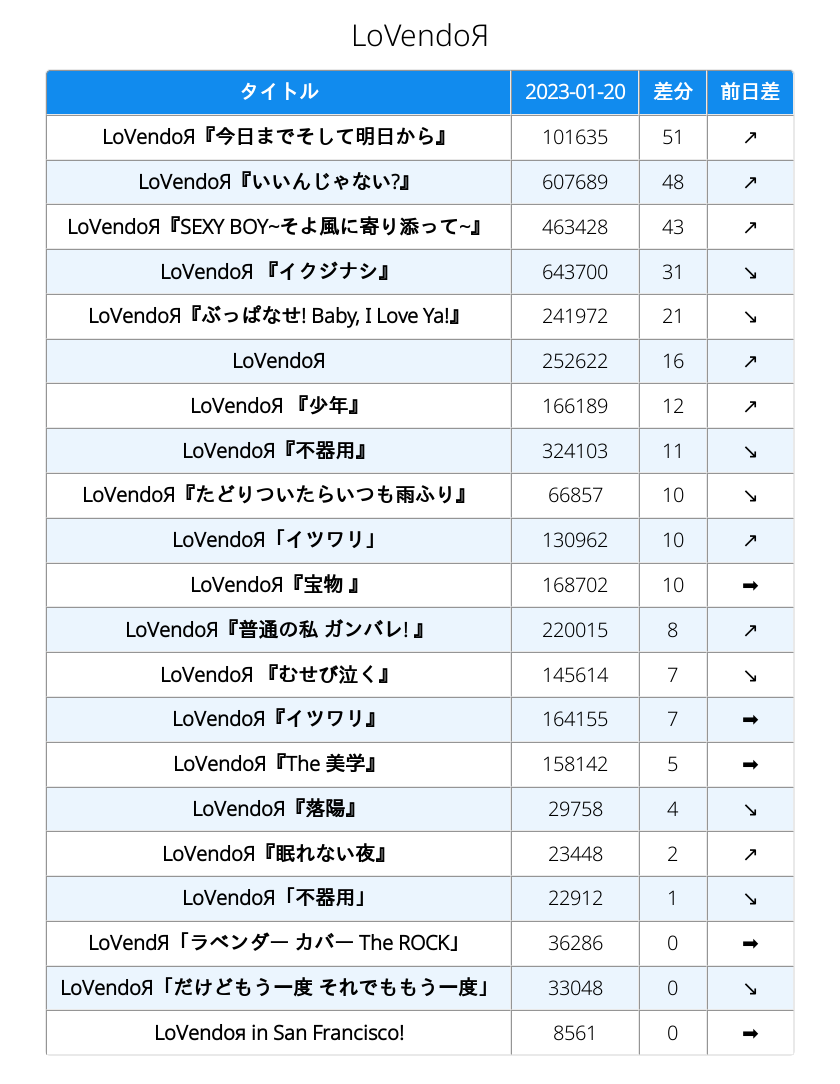 LoVendoЯ
タイトル 2023-01-20 差分 前日差
LoVendoЯ『今日までそして明日から』 101635 51 ↗
LoVendoЯ『いいんじゃない?』 607689 48 ↗
LoVendoЯ『SEXY BOY~そよ風に寄り添って~』 463428 43 ↗
LoVendoЯ 『イクジナシ』 643700 31 ↘
LoVendoЯ『ぶっぱなせ! Baby, I Love Ya!』 241972 21 ↘
LoVendoЯ 252622 16 ↗
LoVendoЯ 『少年』 166189 12 ↗
LoVendoЯ『不器用』 324103 11 ↘
LoVendoЯ『たどりついたらいつも雨ふり』 66857 10 ↘
LoVendoЯ「イツワリ」 130962 10 ↗
LoVendoЯ『宝物 』 168702 10 ➡
LoVendoЯ『普通の私 ガンバレ! 』 220015 8 ↗
LoVendoЯ 『むせび泣く』 145614 7 ↘
LoVendoЯ『イツワリ』 164155 7 ➡
LoVendoЯ『The 美学』 158142 5 ➡
LoVendoЯ『落陽』 29758 4 ↘
LoVendoЯ『眠れない夜』 23448 2 ↗
LoVendoЯ「不器用」 22912 1 ↘
LoVendЯ「ラベンダー カバー The ROCK」 36286 0 ➡
LoVendoЯ「だけどもう一度 それでももう一度」 33048 0 ↘
LoVendoя in San Francisco! 8561 0 ➡